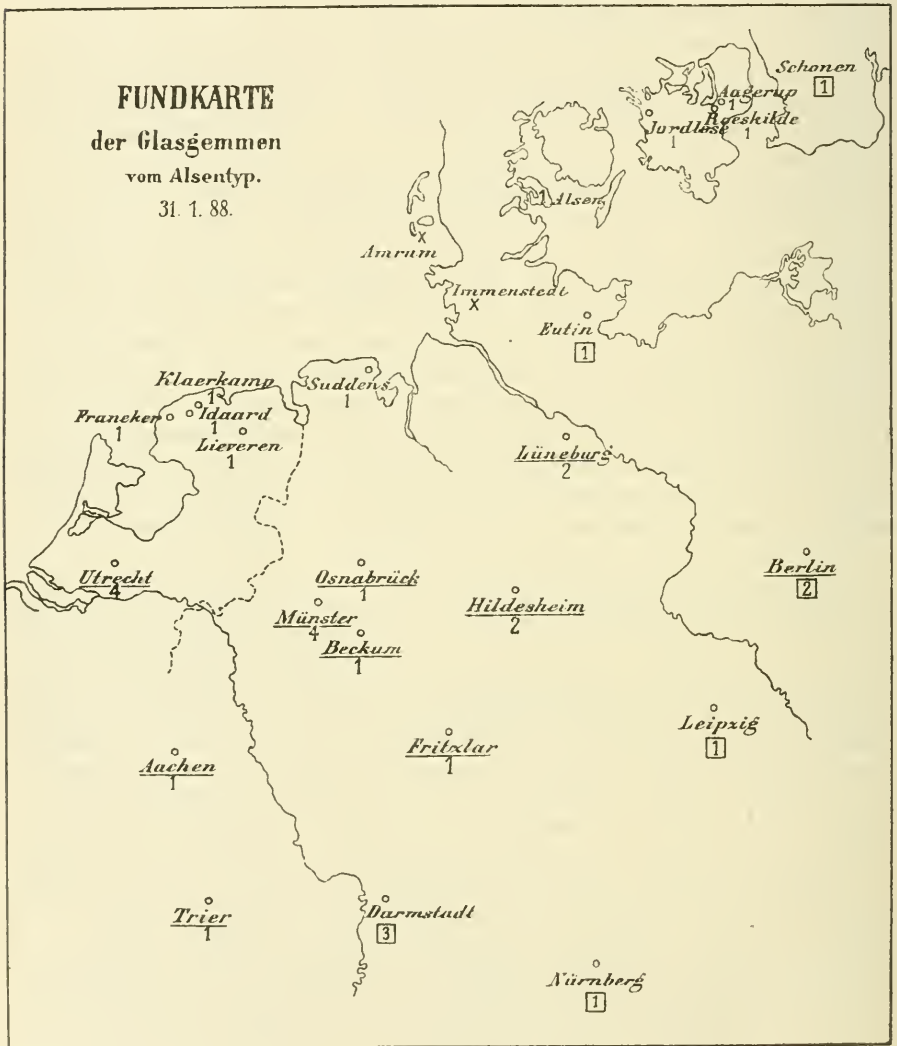 FUNDKARTE
der Glasgemmen
vom Alsentyp.
31. 1. 88.
Schonen
1
Aagerup
1
Roeskilde
1
Jordlöse
1
1 Alsen
Amrum
x
Immenstedt
x
Eutin
1
Klaerkamp
1
Suddens
1
Franeker
1
Idaard
1
Lieveren
1
Lüneburg
2
Utrecht
4
Osnabrück
1
Berlin
2
Münster
4
Hildesheim
2
Beckum
1
Leipzig
1
Fritzlar
1
Aachen
1
Trier
1
Darmstadt
3
Nürnberg
1